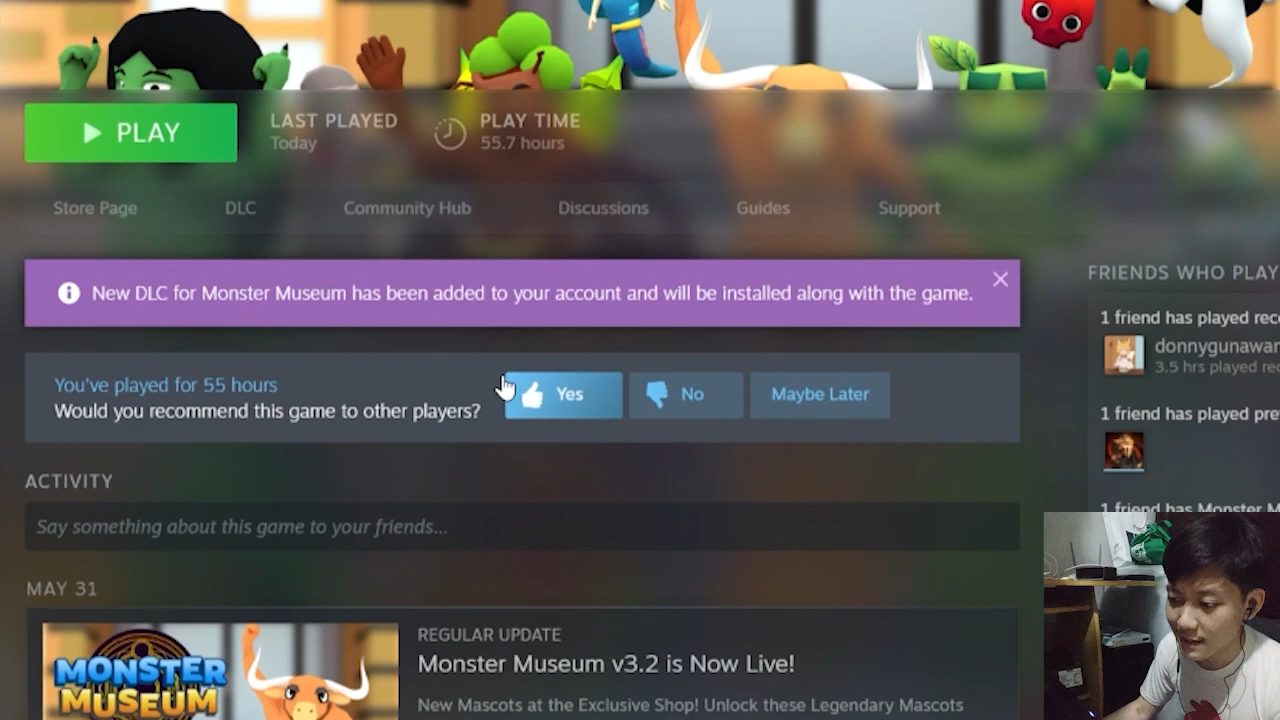 PLAY
LAST PLAYED
Today
PLAY TIME
55.7 hours
Store Page
DLC
Community Hub
Discussions
Guides
Support
New DLC for Monster Museum has been added to your account and will be installed along with the game.
FRIENDS WHO PLAY
1 friend has played rec
donnygunawar
3.5 hrs played rec
You've played for 55 hours
Would you recommend this game to other players?
Yes
No
Maybe Later
1 friend has played pre
ACTIVITY
Say something about this game to your friends...
1 friend has Monster M
MAY 31
MONSTER
MUSEUM
REGULAR UPDATE
Monster Museum v3.2 is Now Live!
New Mascots at the Exclusive Shop! Unlock these Legendary Mascots